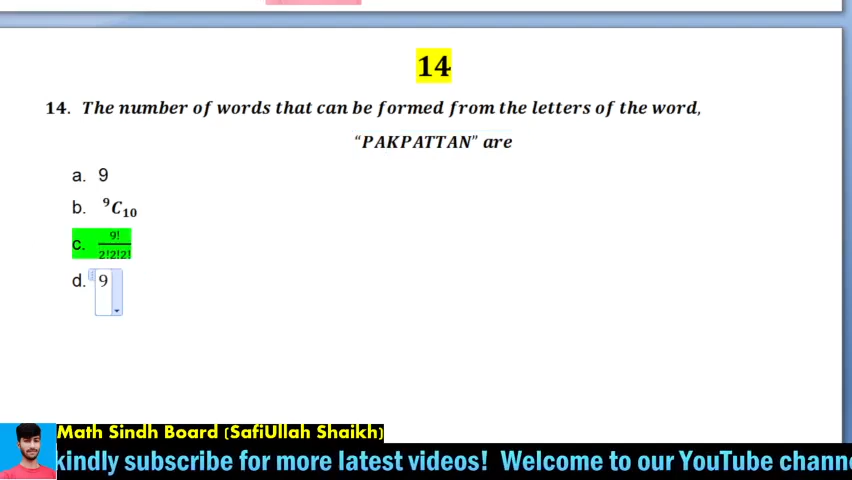 14
14. The number of words that can be formed from the letters of the word,
“PAKPATTAN” are
a. 9
b. ⁹C₁₀
c. 9!/2!2!2!
d. 9
Math Sindh Board (SafiUllah Shaikh)
kindly subscribe for more latest videos! Welcome to our YouTube chann